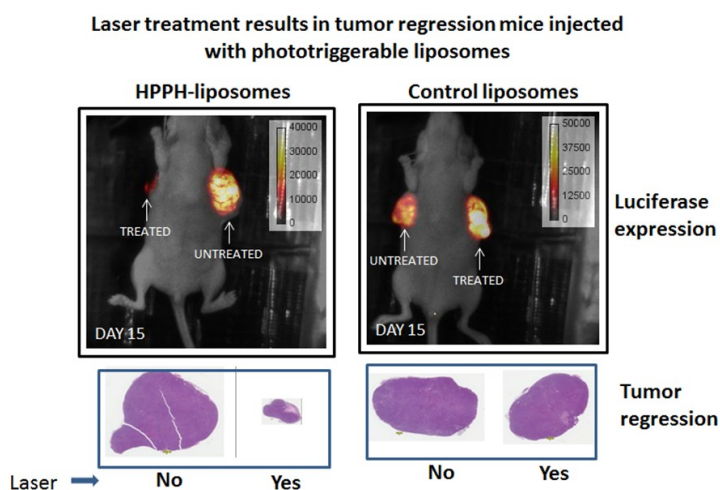 Laser treatment results in tumor regression mice injected
with phototriggerable liposomes
HPPH-liposomes
Control liposomes
40000
30000
20000
10000
0
TREATED
UNTREATED
DAY 15
50000
37500
25000
12500
0
UNTREATED
TREATED
DAY 15
Luciferase
expression
Tumor
regression
Laser
No
Yes
No
Yes